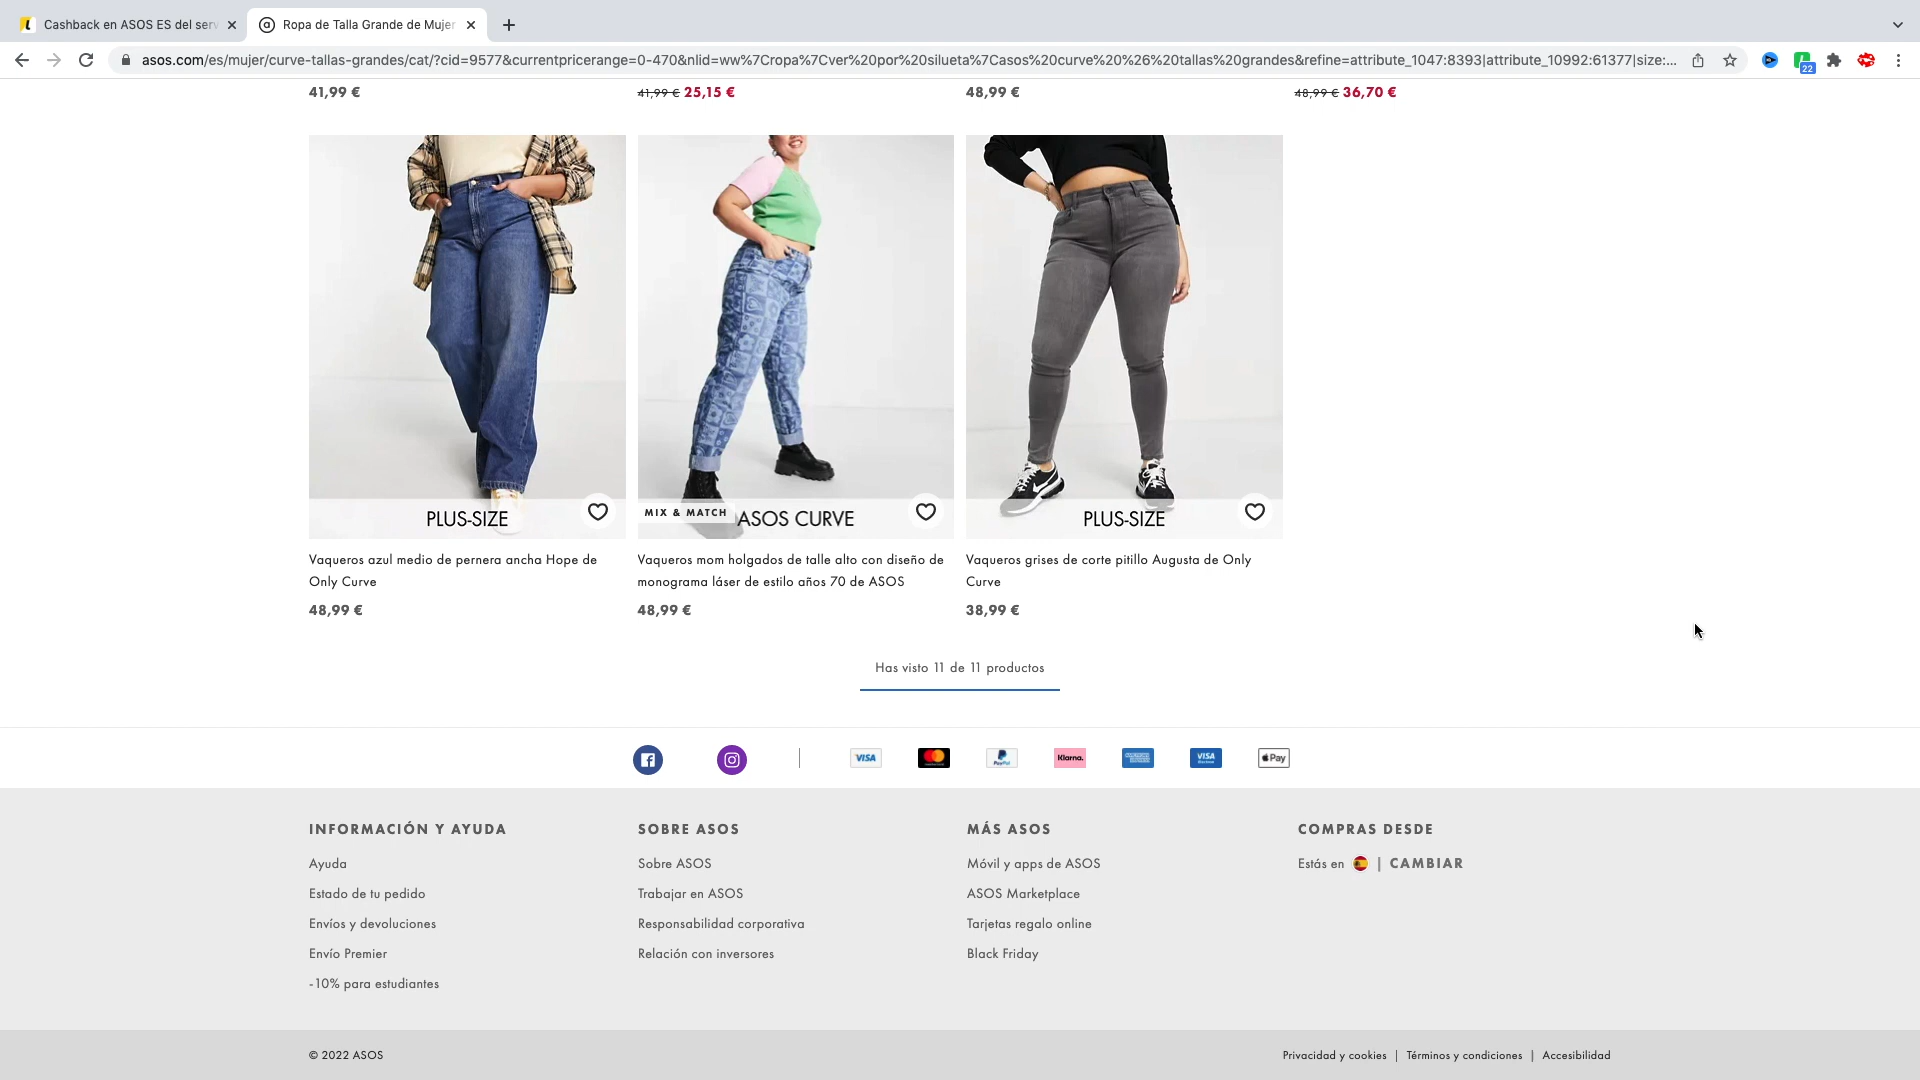 Cashback en ASOS ES del serv
Ropa de Talla Grande de Mujer
asos.com/es/mujer/curve-tallas-grandes/cat/?cid=9577&currentpricerange=0-470&nlid=ww%7Cropa%7Cver%20por%20silueta%7Casos%20curve%20%26%20tallas%20grandes&refine=attribute_1047:8393|attribute_10992:61377|size:...
22
41,99 €
41,99 € 25,15 €
48,99 €
48,99 € 36,70 €
PLUS-SIZE
MIX & MATCH
ASOS CURVE
PLUS-SIZE
Vaqueros azul medio de pernera ancha Hope de
Only Curve
48,99 €
Vaqueros mom holgados de talle alto con diseño de
monograma láser de estilo años 70 de ASOS
48,99 €
Vaqueros grises de corte pitillo Augusta de Only
Curve
38,99 €
Has visto 11 de 11 productos
VISA
PayPal
Klarna.
VISA
Pay
INFORMACIÓN Y AYUDA
Ayuda
Estado de tu pedido
Envíos y devoluciones
Envío Premier
-10% para estudiantes
SOBRE ASOS
Sobre ASOS
Trabajar en ASOS
Responsabilidad corporativa
Relación con inversores
MÁS ASOS
Móvil y apps de ASOS
ASOS Marketplace
Tarjetas regalo online
Black Friday
COMPRAS DESDE
Estás en | CAMBIAR
© 2022 ASOS
Privacidad y cookies | Términos y condiciones | Accesibilidad